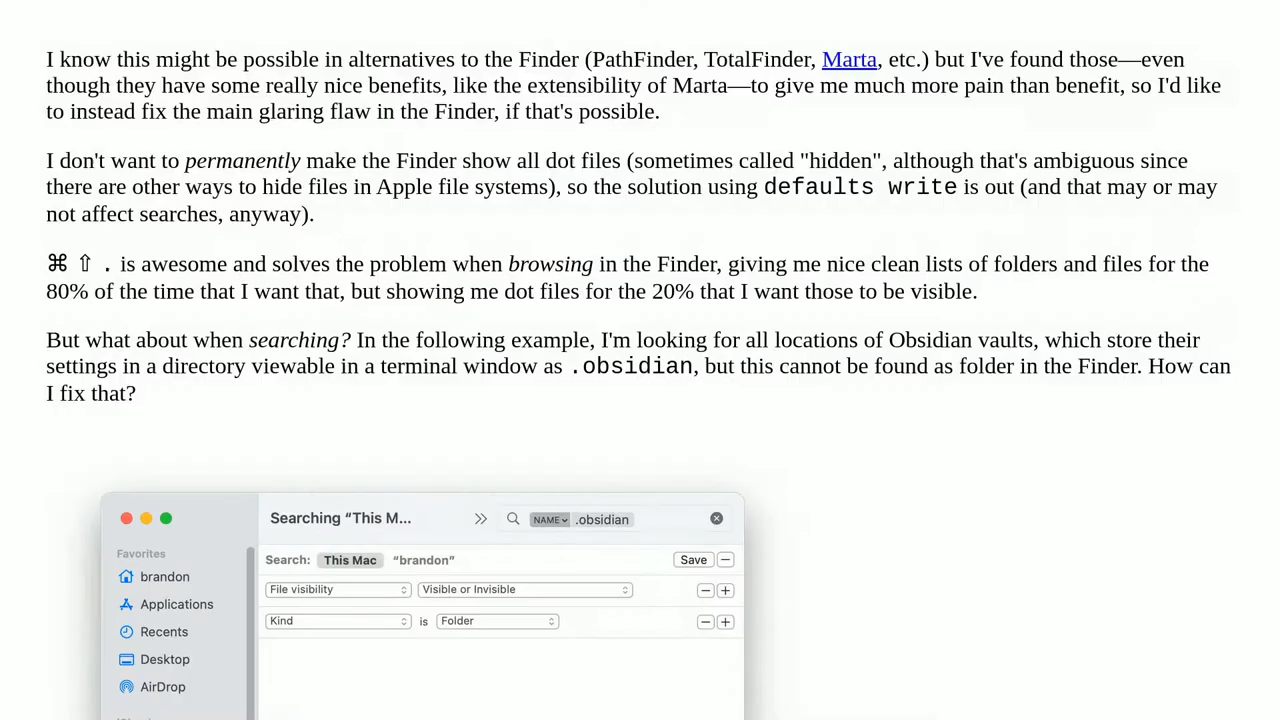 I know this might be possible in alternatives to the Finder (PathFinder, TotalFinder, Marta, etc.) but I've found those—even
though they have some really nice benefits, like the extensibility of Marta—to give me much more pain than benefit, so I'd like
to instead fix the main glaring flaw in the Finder, if that's possible.
I don't want to permanently make the Finder show all dot files (sometimes called "hidden", although that's ambiguous since
there are other ways to hide files in Apple file systems), so the solution using defaults write is out (and that may or may
not affect searches, anyway).
⌘ ⇧ . is awesome and solves the problem when browsing in the Finder, giving me nice clean lists of folders and files for the
80% of the time that I want that, but showing me dot files for the 20% that I want those to be visible.
But what about when searching? In the following example, I'm looking for all locations of Obsidian vaults, which store their
settings in a directory viewable in a terminal window as .obsidian, but this cannot be found as folder in the Finder. How can
I fix that?
Searching “This M... NAME .obsidian
Favorites
Search: This Mac “brandon” Save
brandon
File visibility Visible or Invisible
Applications
Kind is Folder
Recents
Desktop
AirDrop